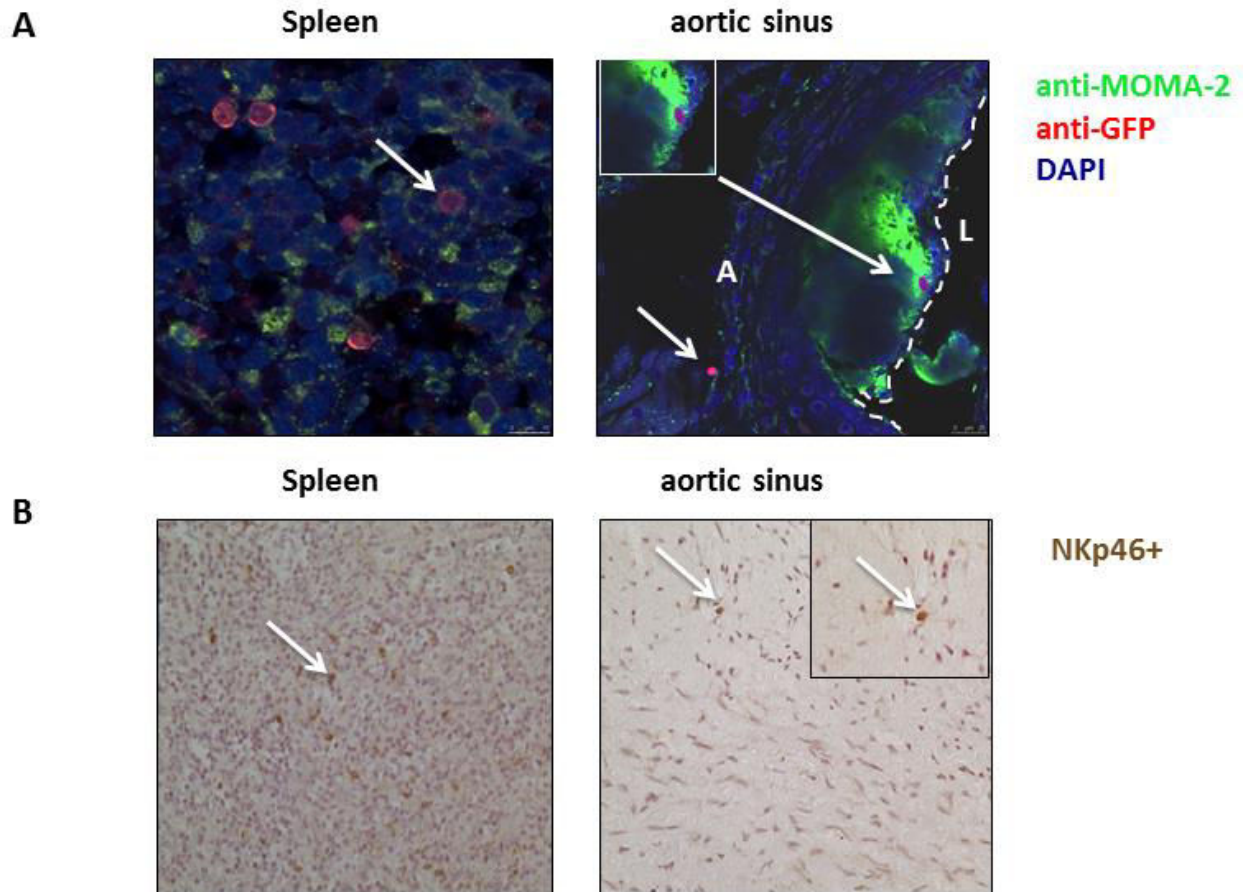 A
Spleen
aortic sinus
anti-MOMA-2
anti-GFP
DAPI
A
L
B
Spleen
aortic sinus
NKp46+